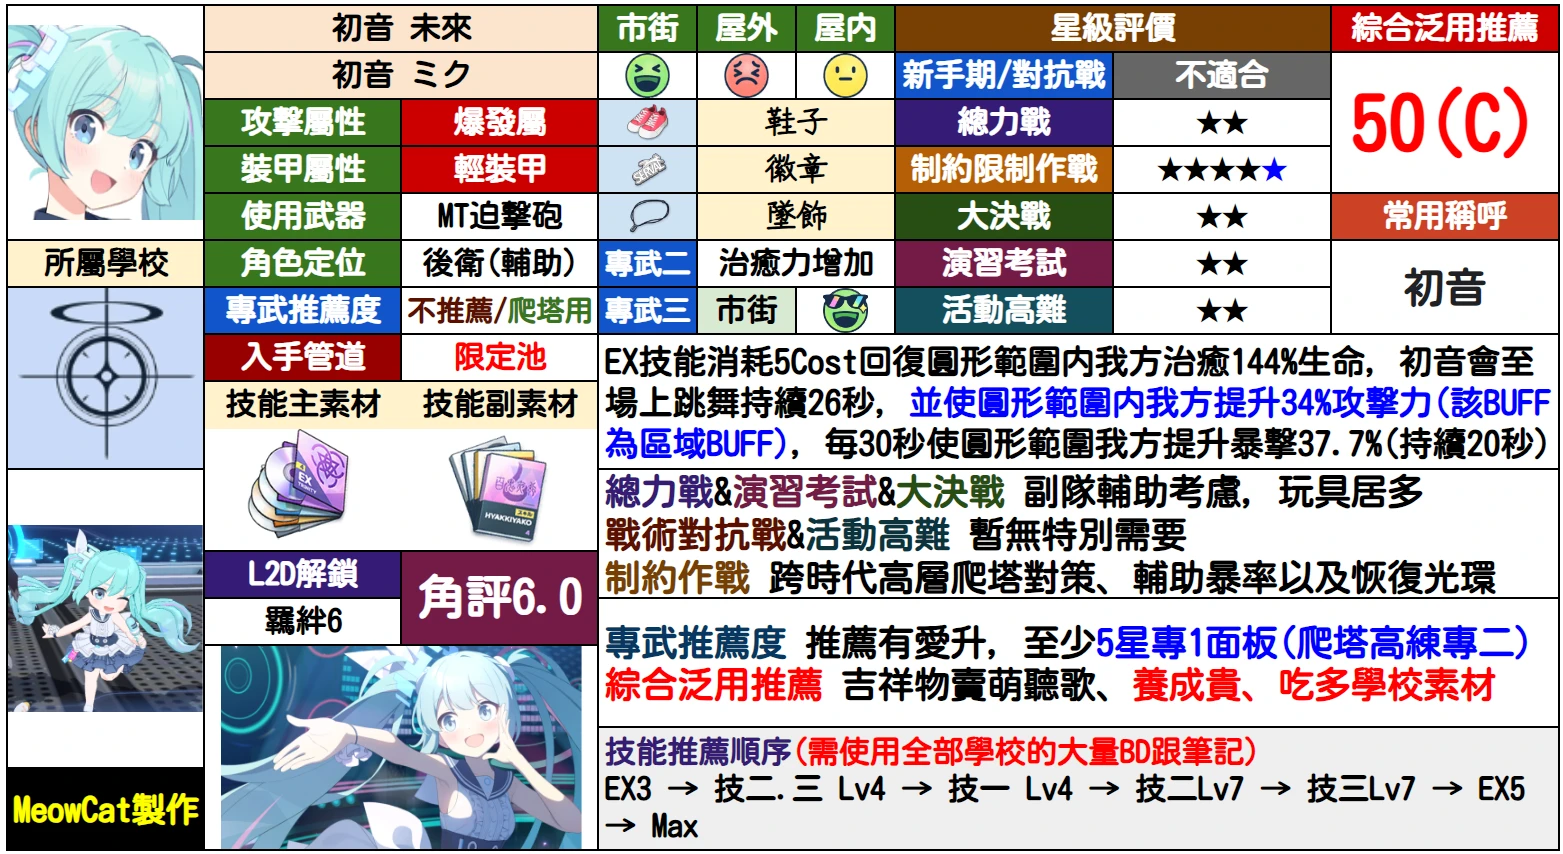 初音 未來
初音 ミク
市街 屋外 屋内
星級評價
綜合泛用推薦
新手期/對抗戰 不適合
50(C)
攻擊屬性 爆發屬
鞋子
總力戰 ★★
裝甲屬性 輕裝甲
SERVAL
徽章
制約限制作戰 ★★★★★
使用武器 MT迫擊砲
墜飾
大決戰 ★★
常用稱呼
所屬學校
角色定位 後衛(輔助)
專武二 治癒力增加
演習考試 ★★
初音
專武推薦度 不推薦/爬塔用
專武三 市街
活動高難 ★★
入手管道 限定池
技能主素材 技能副素材
EX
TRINITY
HYAKKIYAKO
L2D解鎖
羈絆6
角評6.0
EX技能消耗5Cost回復圓形範圍内我方治癒144%生命, 初音會至
場上跳舞持續26秒, 並使圓形範圍内我方提升34%攻擊力(該BUFF
為區域BUFF), 每30秒使圓形範圍我方提升暴擊37.7%(持續20秒)
總力戰&演習考試&大決戰 副隊輔助考慮, 玩具居多
戰術對抗戰&活動高難 暫無特別需要
制約作戰 跨時代高層爬塔對策、輔助暴率以及恢復光環
專武推薦度 推薦有愛升, 至少5星專1面板(爬塔高練專二)
綜合泛用推薦 吉祥物賣萌聽歌、養成貴、吃多學校素材
技能推薦順序(需使用全部學校的大量BD跟筆記)
EX3 → 技二.三 Lv4 → 技一 Lv4 → 技二Lv7 → 技三Lv7 → EX5
→ Max
MeowCat製作